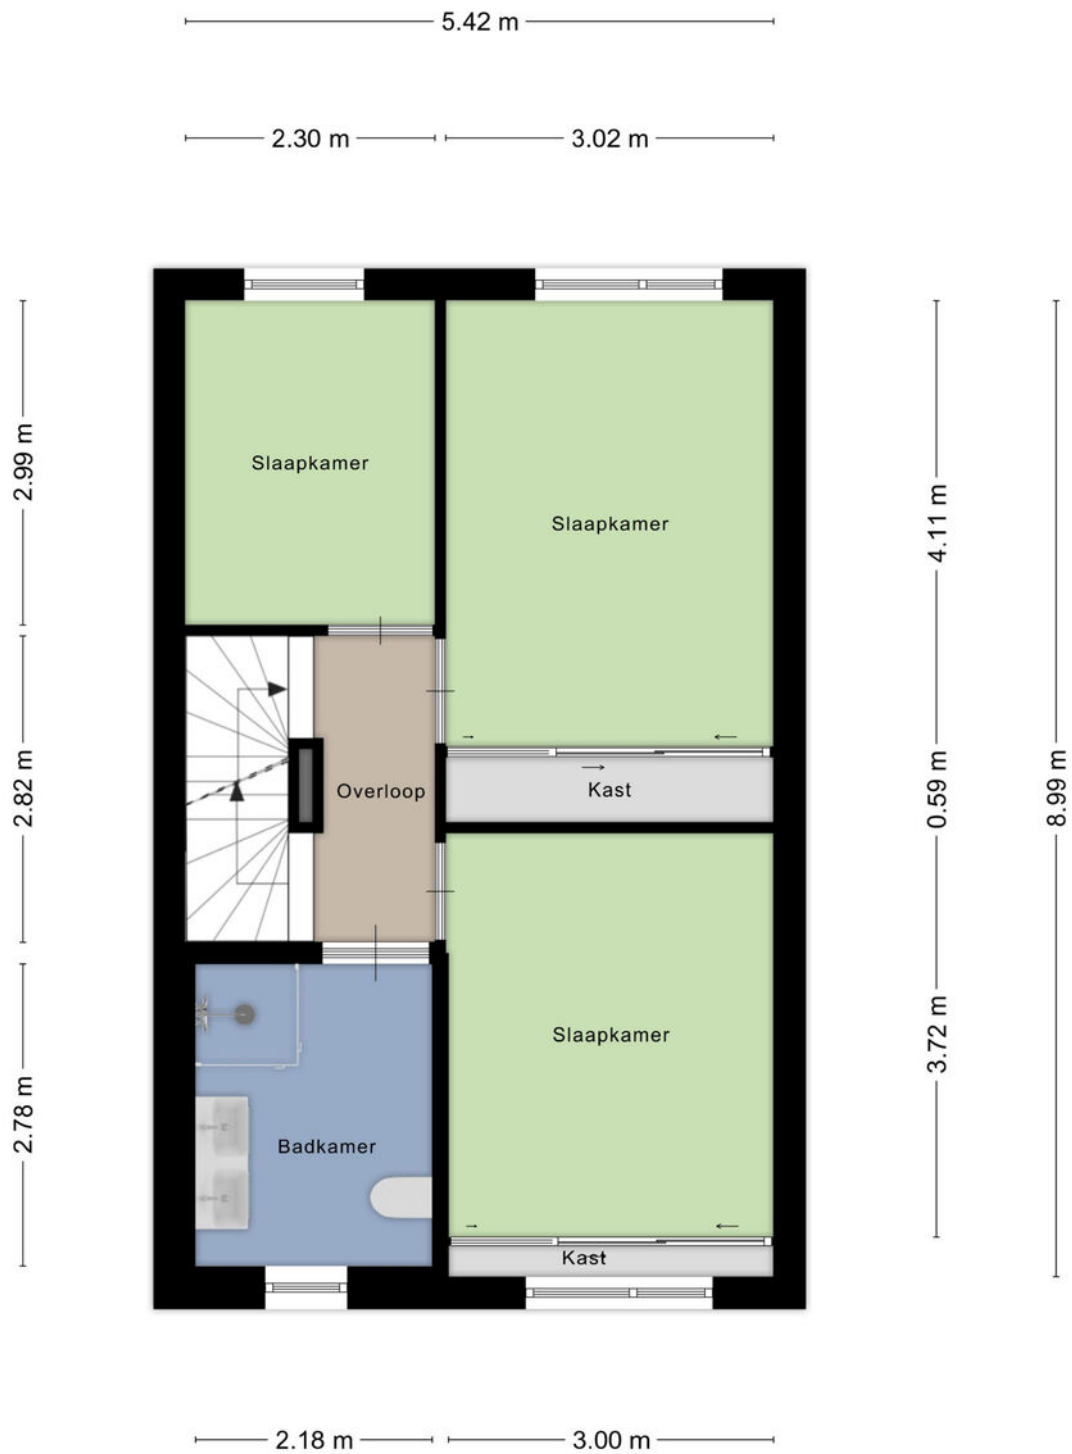 5.42 m
2.30 m
3.02 m
2.99 m
4.11 m
Slaapkamer
Slaapkamer
2.82 m
Overloop
Kast
0.59 m
8.99 m
Slaapkamer
3.72 m
2.78 m
Badkamer
Kast
2.18 m
3.00 m